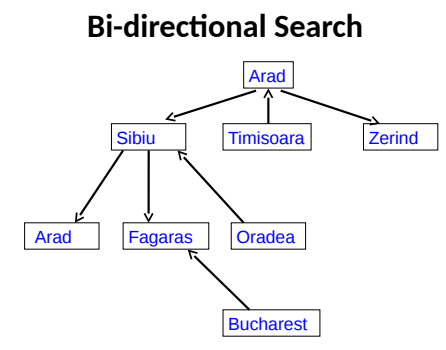 Bi-directional Search
Arad
Sibiu
Timisoara
Zerind
Arad
Fagaras
Oradea
Bucharest